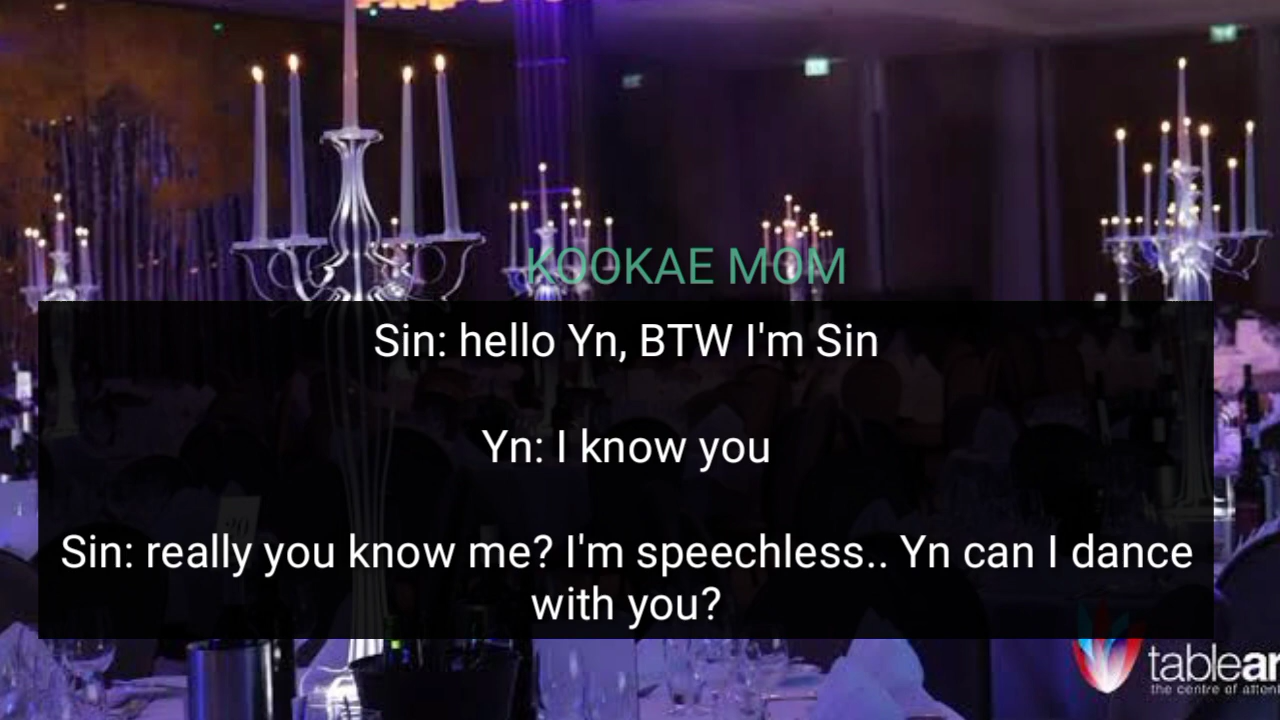 KOOKAE MOM
Sin: hello Yn, BTW I'm Sin
Yn: I know you
Sin: really you know me? I'm speechless.. Yn can I dance
with you?
20
tablear
the centre of attent